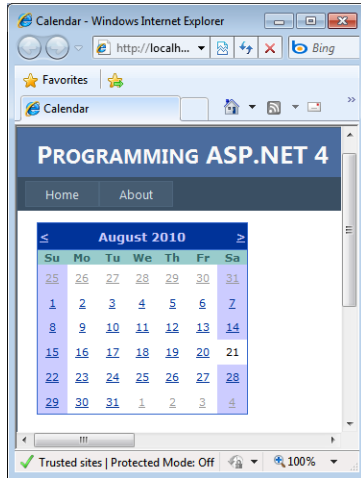 Calendar - Windows Internet Explorer
http://localh... Bing
Favorites
Calendar »
PROGRAMMING ASP.NET 4
Home About
< August 2010 >
Su Mo Tu We Th Fr Sa
25 26 27 28 29 30 31
1 2 3 4 5 6 7
8 9 10 11 12 13 14
15 16 17 18 19 20 21
22 23 24 25 26 27 28
29 30 31 1 2 3 4
Trusted sites | Protected Mode: Off 100%